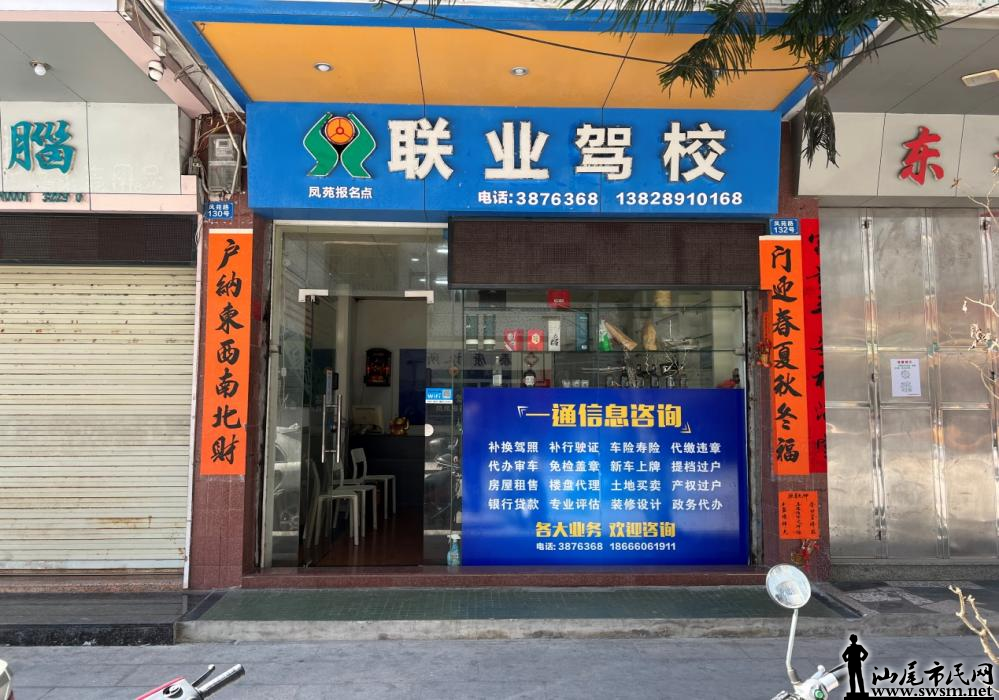 腦
联业驾校
凤苑报名点
电话:3876368 13828910168
东
凤苑路
130号
凤苑路
132号
户納東西南北財
门迎春夏秋冬福
WiFi
一通信息咨询
补换驾照 补行驶证 车险寿险 代缴违章
代办审车 免检盖章 新车上牌 提档过户
房屋租售 楼盘代理 土地买卖 产权过户
银行贷款 专业评估 装修设计 政务代办
各大业务 欢迎咨询
电话: 3876368 18666061911
汕尾市民网
www.swsm.net